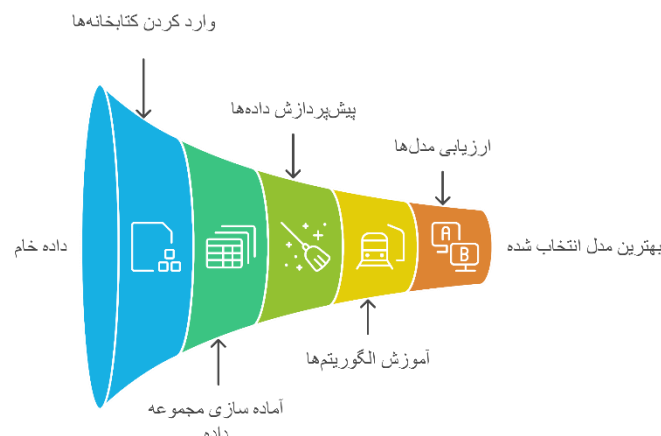 وارد کردن کتابخانه‌ها
پیش‌پردازش داده‌ها
ارزیابی مدل‌ها
داده خام
A
B
بهترین مدل انتخاب شده
آموزش الگوریتم‌ها
آماده سازی مجموعه
داده